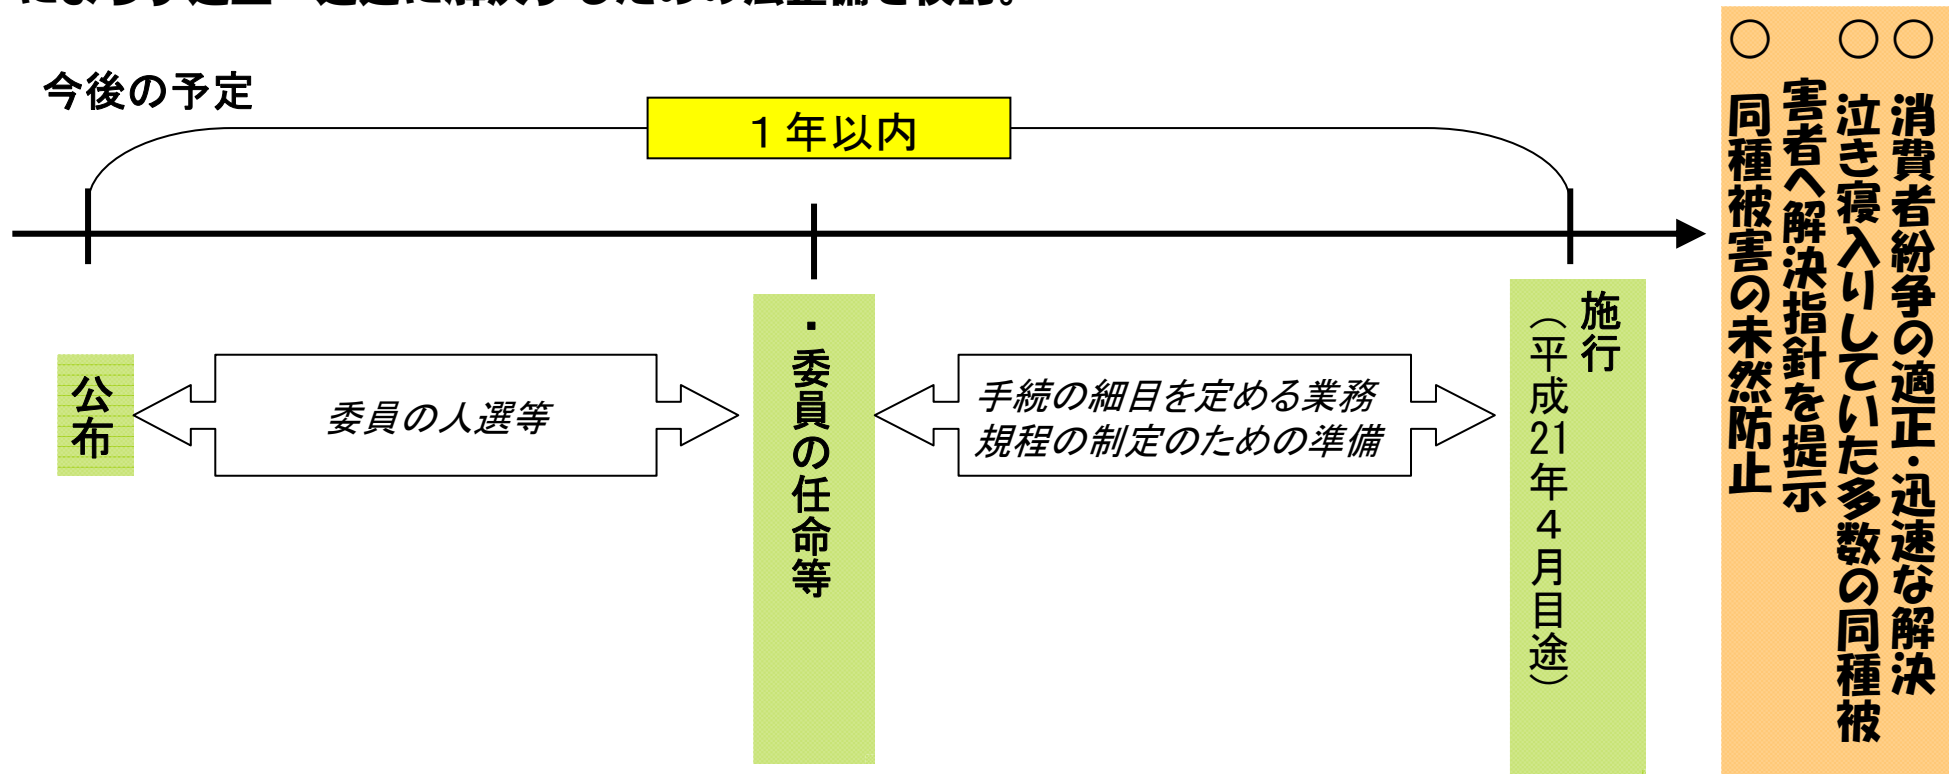 今後の予定
１年以内
公布
委員の人選等
・委員の任命等
手続の細目を定める業務
規程の制定のための準備
施行
（平成21年４月目途）
○ 消費者紛争の適正・迅速な解決
○ 泣き寝入りしていた多数の同種被
害者へ解決指針を提示
○ 同種被害の未然防止